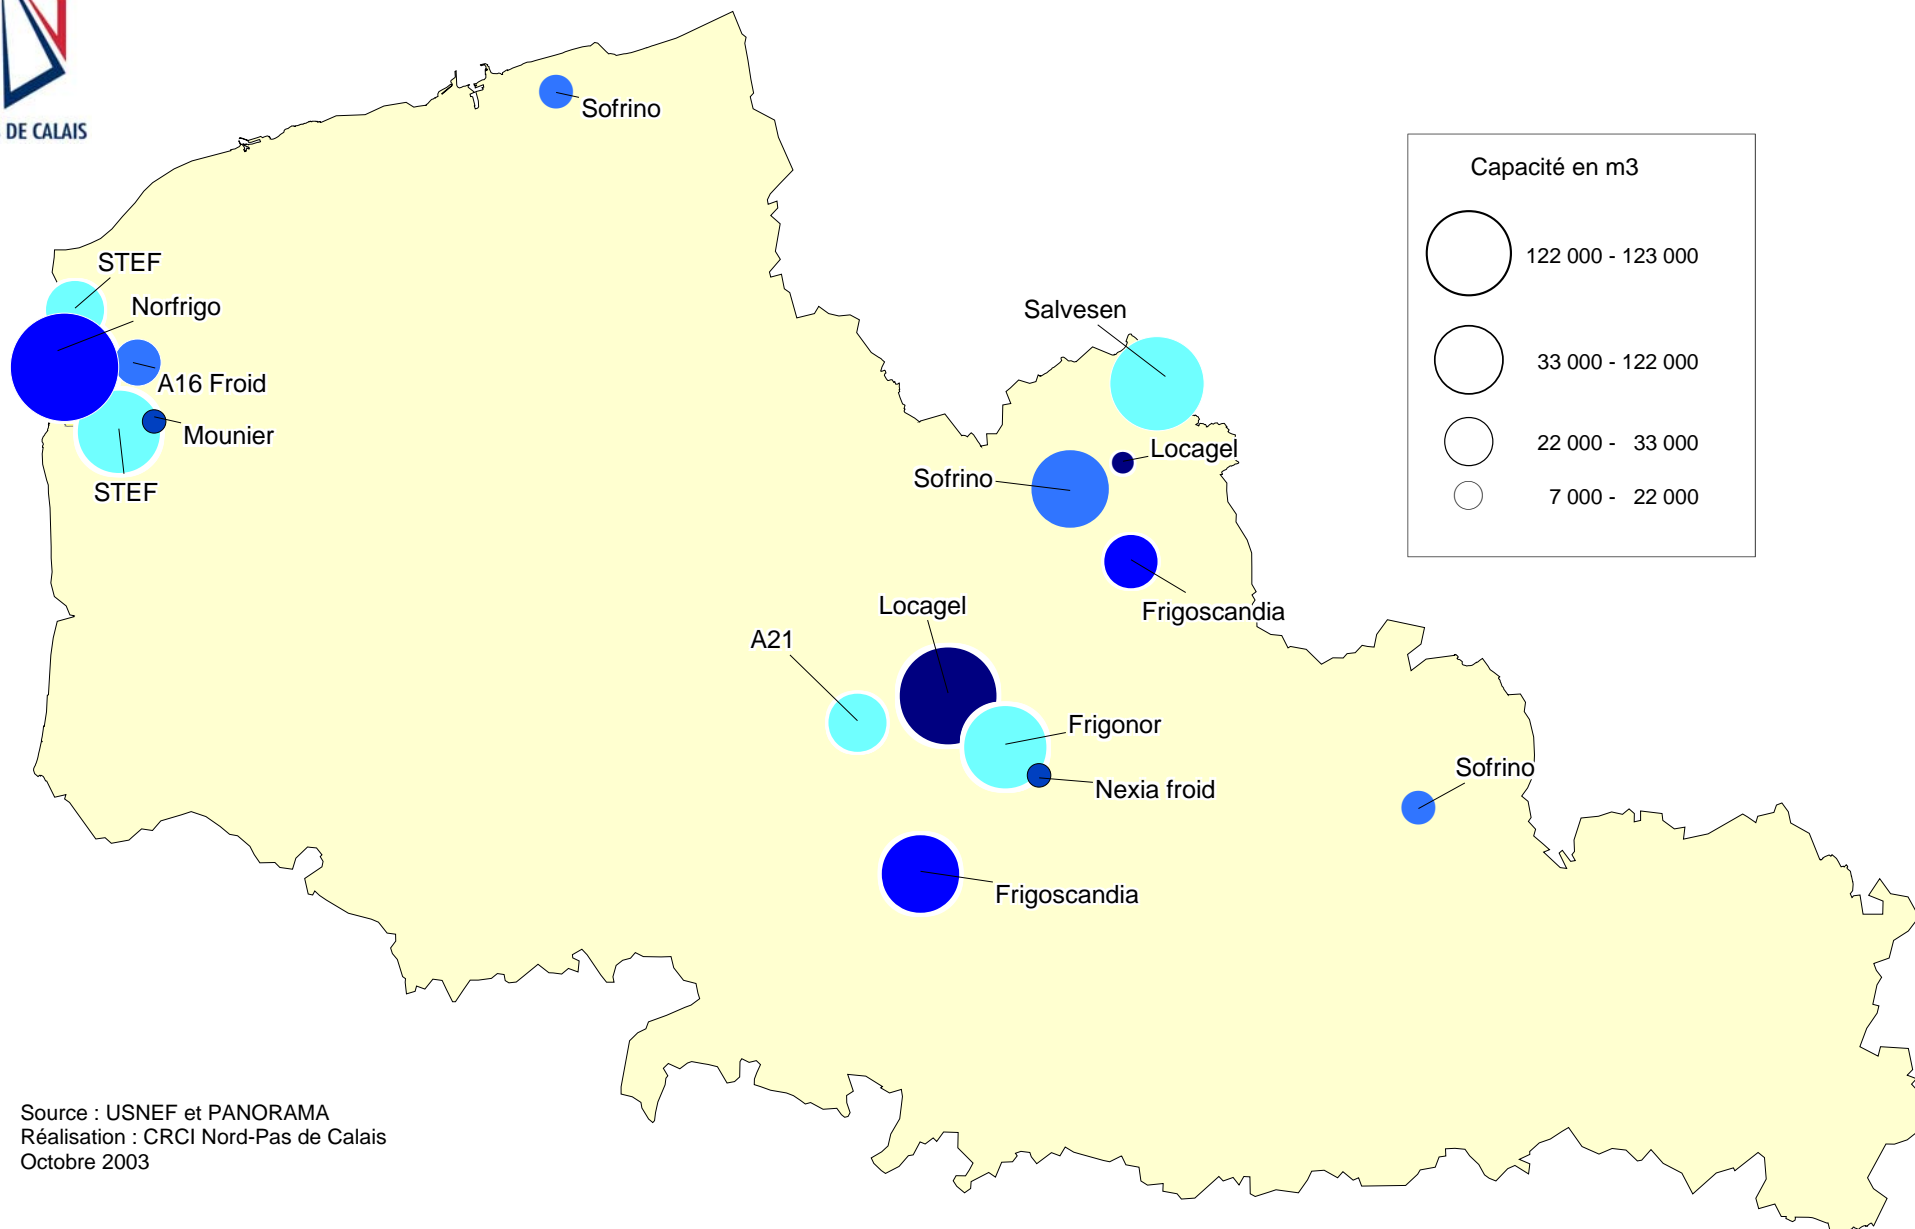 DE CALAIS
Sofrino
STEF
Norfrigo
A16 Froid
Mounier
STEF
Salvesen
Locagel
Sofrino
Frigoscandia
Locagel
A21
Frigonor
Nexia froid
Sofrino
Frigoscandia
Capacité en m3
122 000 - 123 000
33 000 - 122 000
22 000 - 33 000
7 000 - 22 000
Source : USNEF et PANORAMA
Réalisation : CRCI Nord-Pas de Calais
Octobre 2003